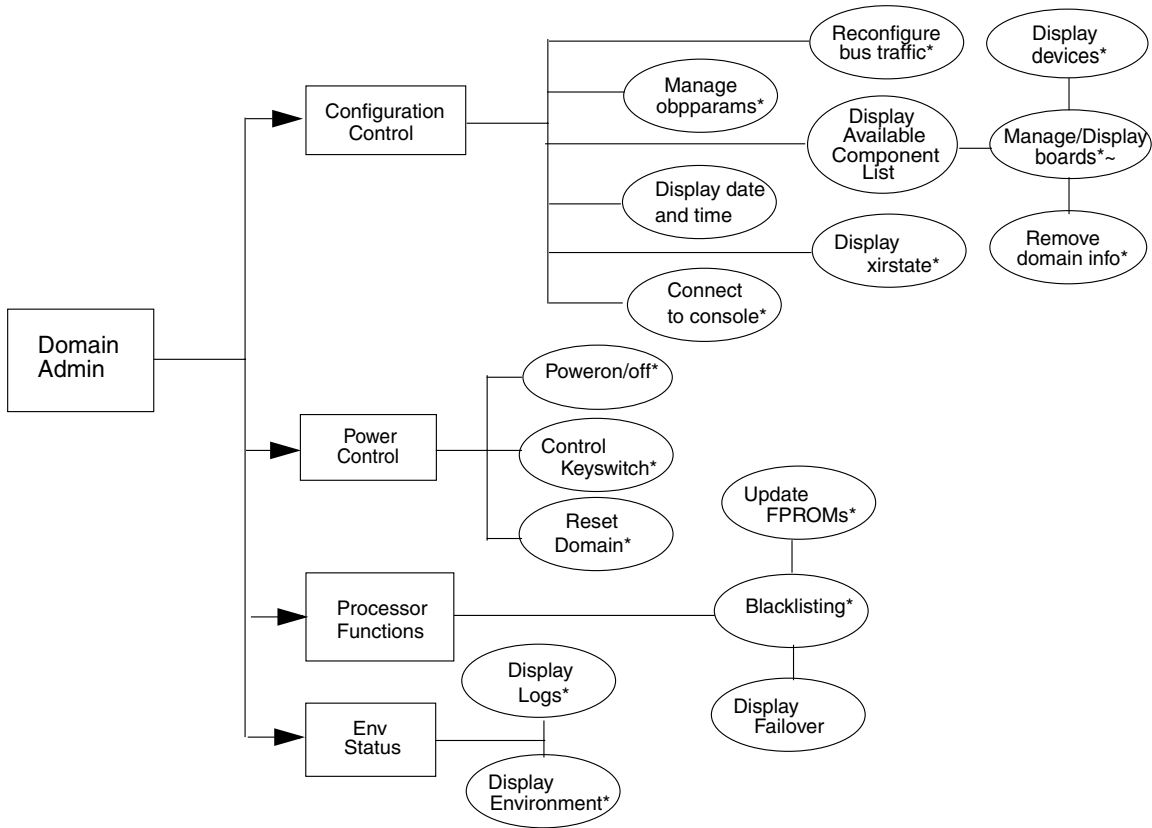 Reconfigure
bus traffic*
Display
devices*
Manage
obpparams*
Configuration
Control
Display
Available
Component
List
Manage/Display
boards*~
Display date
and time
Display
xirstate*
Remove
domain info*
Connect
to console*
Domain
Admin
Poweron/off*
Power
Control
Control
Keyswitch*
Reset
Domain*
Update
FPROMs*
Processor
Functions
Blacklisting*
Display
Logs*
Display
Failover
Env
Status
Display
Environment*